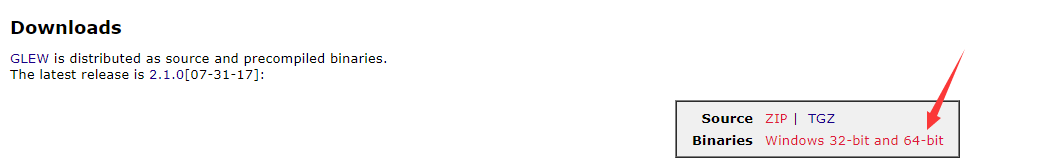 Downloads
GLEW is distributed as source and precompiled binaries.
The latest release is 2.1.0[07-31-17]:
Source ZIP | TGZ
Binaries Windows 32-bit and 64-bit